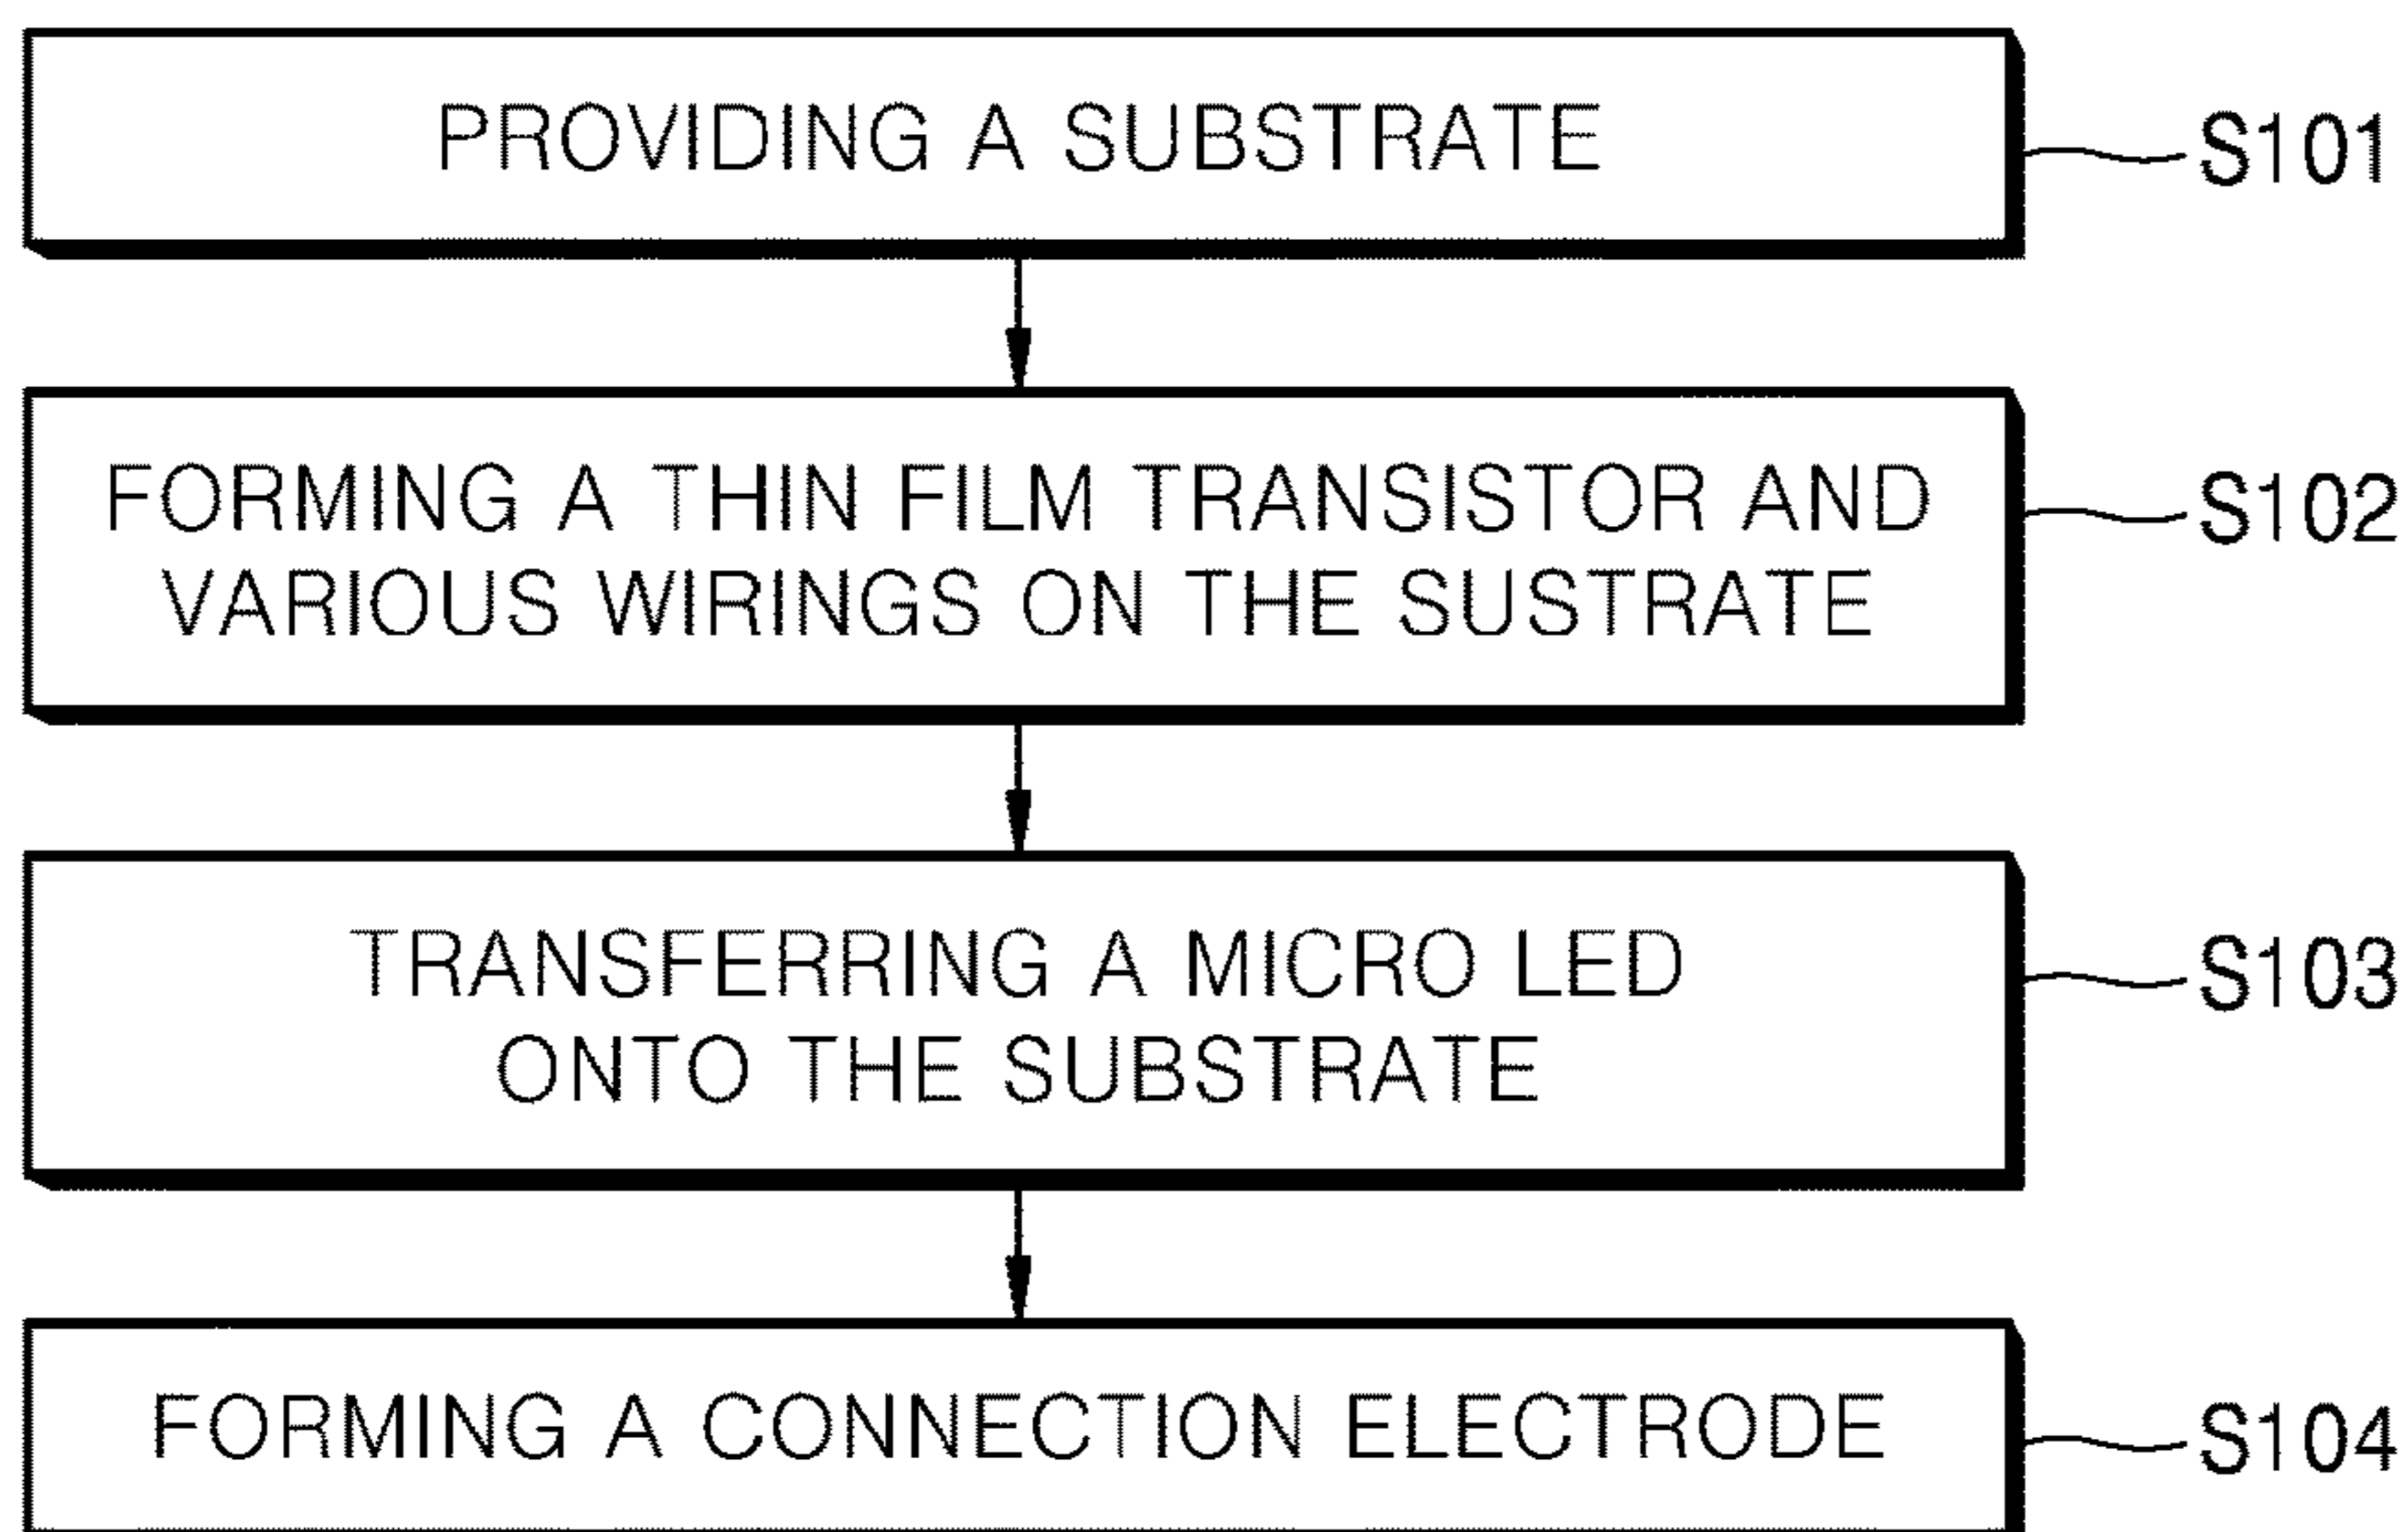 PROVIDING A SUBSTRATE
S101
FORMING A THIN FILM TRANSISTOR AND
VARIOUS WIRINGS ON THE SUSTRATE
S102
TRANSFERRING A MICRO LED
ONTO THE SUBSTRATE
S103
FORMING A CONNECTION ELECTRODE
S104